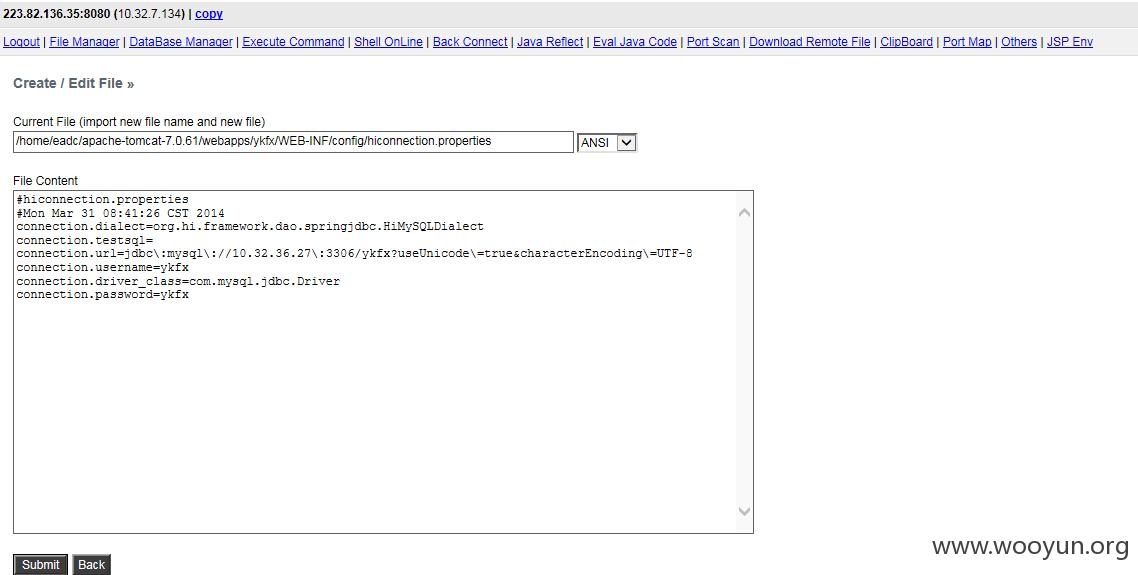 223.82.136.35:8080 (10.32.7.134) | copy
Logout | File Manager | DataBase Manager | Execute Command | Shell OnLine | Back Connect | Java Reflect | Eval Java Code | Port Scan | Download Remote File | ClipBoard | Port Map | Others | JSP Env
Create / Edit File »
Current File (import new file name and new file)
/home/eadc/apache-tomcat-7.0.61/webapps/ykfx/WEB-INF/config/hiconnection.properties ANSI
File Content
#hiconnection.properties
#Mon Mar 31 08:41:26 CST 2014
connection.dialect=org.hi.framework.dao.springjdbc.HiMySQLDialect
connection.testsql=
connection.url=jdbc\:mysql\://10.32.36.27\:3306/ykfx?useUnicode\=true&characterEncoding\=UTF-8
connection.username=ykfx
connection.driver_class=com.mysql.jdbc.Driver
connection.password=ykfx
www.wooyun.org
Submit Back